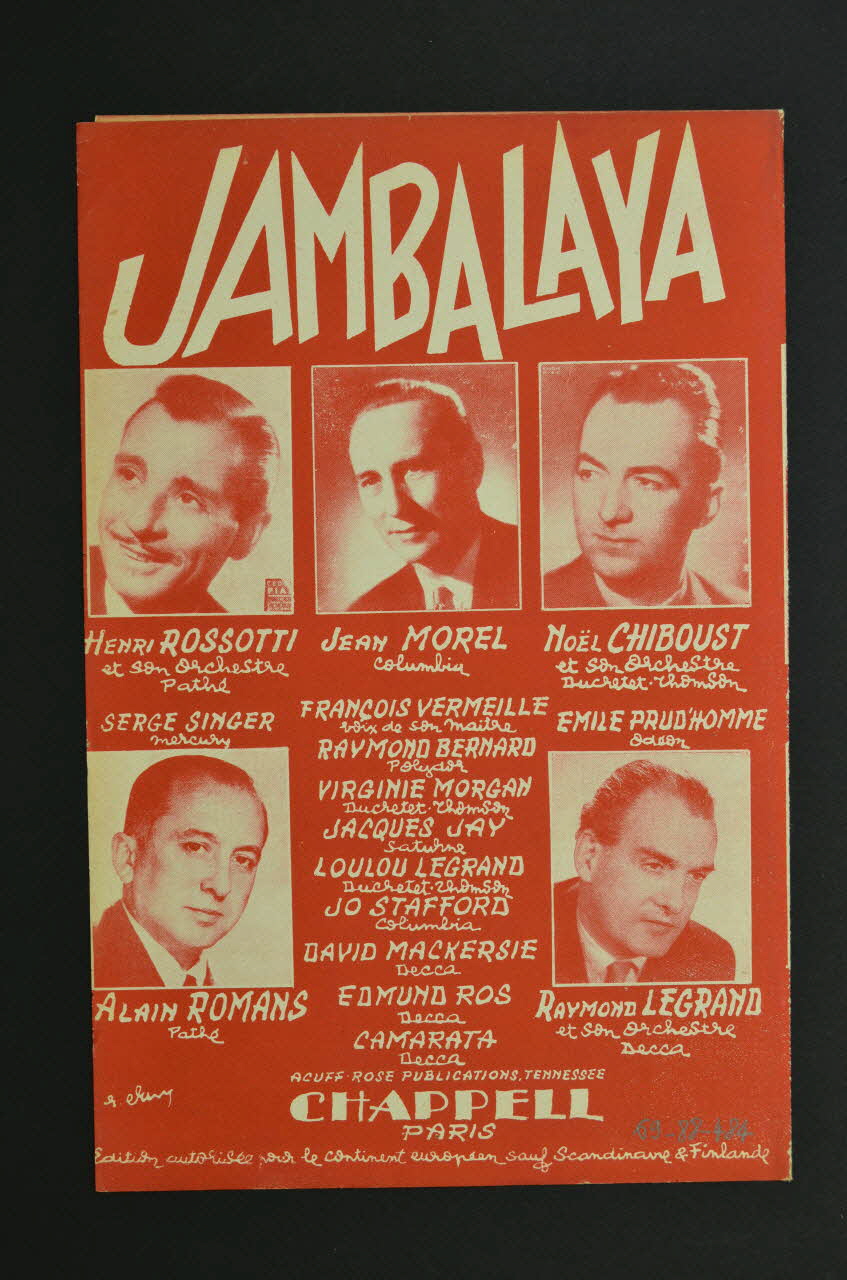 JAMBALAYA
HENRI ROSSOTTI
et son Orchestre
Pathé
JEAN MOREL
Columbia
NOËL CHIBOUST
et son Orchestre
Ducretet-Thomson
SERGE SINGER
mercury
FRANÇOIS VERMEILLE
Voix de son Maître
RAYMOND BERNARD
Polydor
VIRGINIE MORGAN
Ducretet-Thomson
JACQUES JAY
Saturne
LOULOU LEGRAND
Ducretet-Thomson
JO STAFFORD
Columbia
DAVID MACKERSIE
Decca
EDMUND ROS
Decca
CAMARATA
Decca
EMILE PRUD'HOMME
Odéon
ALAIN ROMANS
Pathé
RAYMOND LEGRAND
et son Orchestre
Decca
ACUFF-ROSE PUBLICATIONS, TENNESSEE
CHAPPELL
PARIS
Edition autorisée pour le continent européen sauf Scandinavie & Finlande